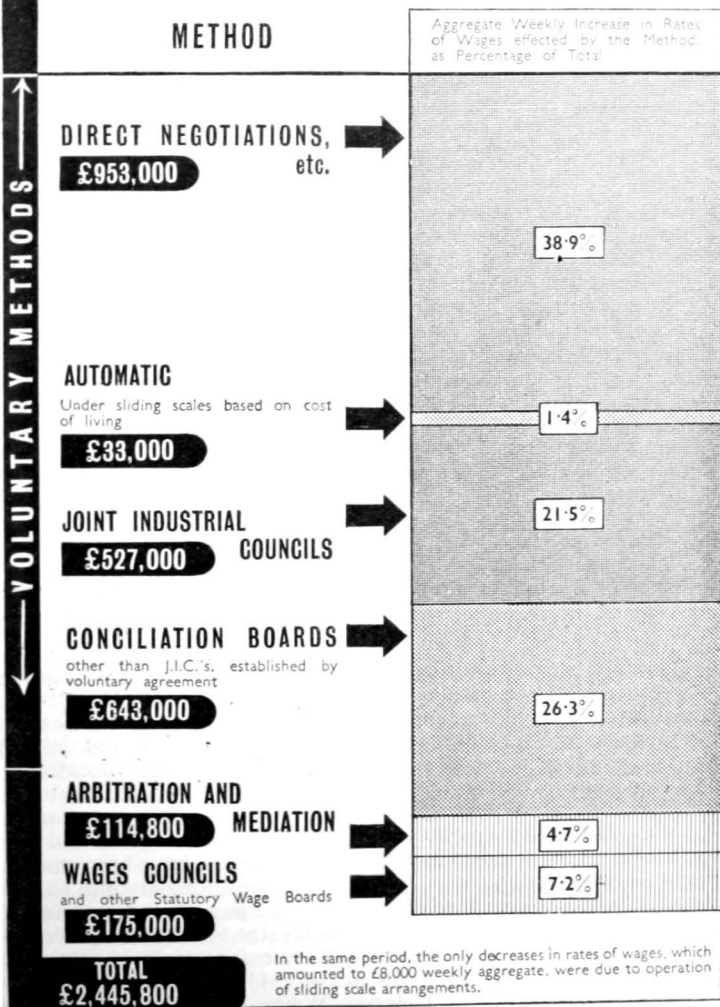 METHOD
Aggregate Weekly Increase in Rates
of Wages effected by the Method,
as Percentage of Total
VOLUNTARY METHODS
DIRECT NEGOTIATIONS,
etc.
£953,000
38·9%
AUTOMATIC
Under sliding scales based on cost
of living
£33,000
1·4%
JOINT INDUSTRIAL
COUNCILS
£527,000
21·5%
CONCILIATION BOARDS
other than J.I.C.'s, established by
voluntary agreement
£643,000
26·3%
ARBITRATION AND
MEDIATION
£114,800
4·7%
WAGES COUNCILS
and other Statutory Wage Boards
£175,000
7·2%
TOTAL
£2,445,800
In the same period, the only decreases in rates of wages, which
amounted to £8,000 weekly aggregate, were due to operation
of sliding scale arrangements.